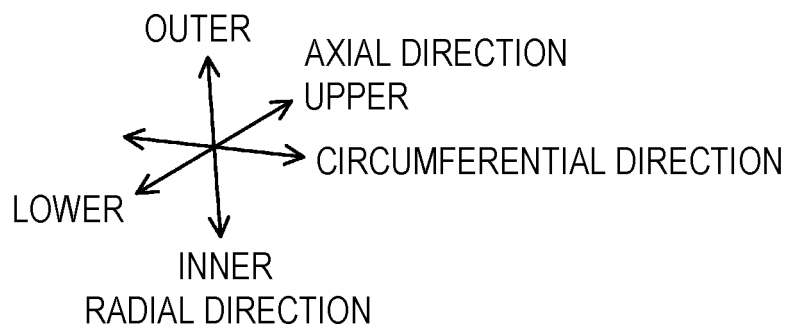 OUTER
AXIAL DIRECTION
UPPER
CIRCUMFERENTIAL DIRECTION
LOWER
INNER
RADIAL DIRECTION